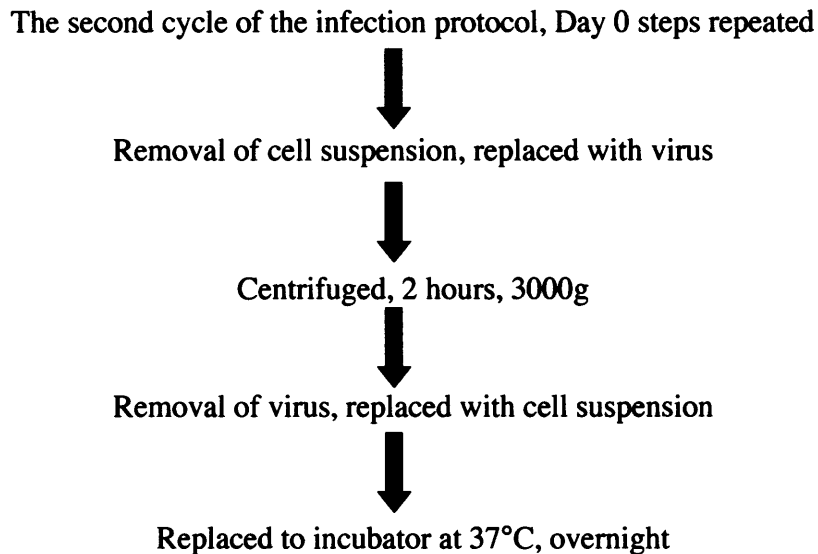 The second cycle of the infection protocol, Day 0 steps repeated
Removal of cell suspension, replaced with virus
Centrifuged, 2 hours, 3000g
Removal of virus, replaced with cell suspension
Replaced to incubator at 37°C, overnight